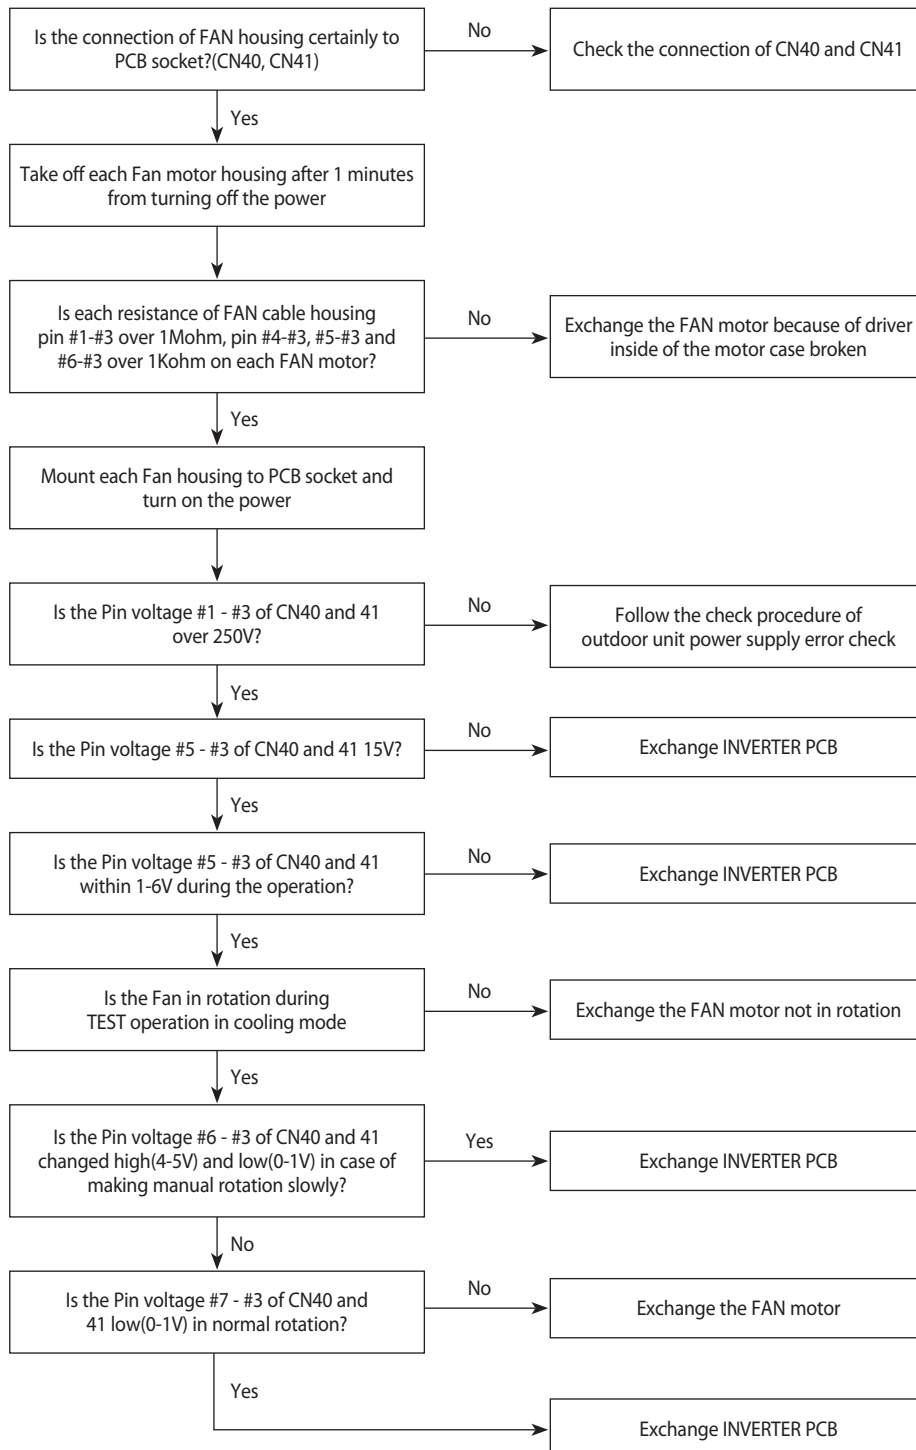 Is the connection of FAN housing certainly to
PCB socket?(CN40, CN41)
No
Check the connection of CN40 and CN41
Yes
Take off each Fan motor housing after 1 minutes
from turning off the power
Is each resistance of FAN cable housing
pin #1-#3 over 1Mohm, pin #4-#3, #5-#3 and
#6-#3 over 1Kohm on each FAN motor?
No
Exchange the FAN motor because of driver
inside of the motor case broken
Yes
Mount each Fan housing to PCB socket and
turn on the power
Is the Pin voltage #1 - #3 of CN40 and 41
over 250V?
No
Follow the check procedure of
outdoor unit power supply error check
Yes
Is the Pin voltage #5 - #3 of CN40 and 41 15V?
No
Exchange INVERTER PCB
Yes
Is the Pin voltage #5 - #3 of CN40 and 41
within 1-6V during the operation?
No
Exchange INVERTER PCB
Yes
Is the Fan in rotation during
TEST operation in cooling mode
No
Exchange the FAN motor not in rotation
Yes
Is the Pin voltage #6 - #3 of CN40 and 41
changed high(4-5V) and low(0-1V) in case of
making manual rotation slowly?
Yes
Exchange INVERTER PCB
No
Is the Pin voltage #7 - #3 of CN40 and
41 low(0-1V) in normal rotation?
No
Exchange the FAN motor
Yes
Exchange INVERTER PCB